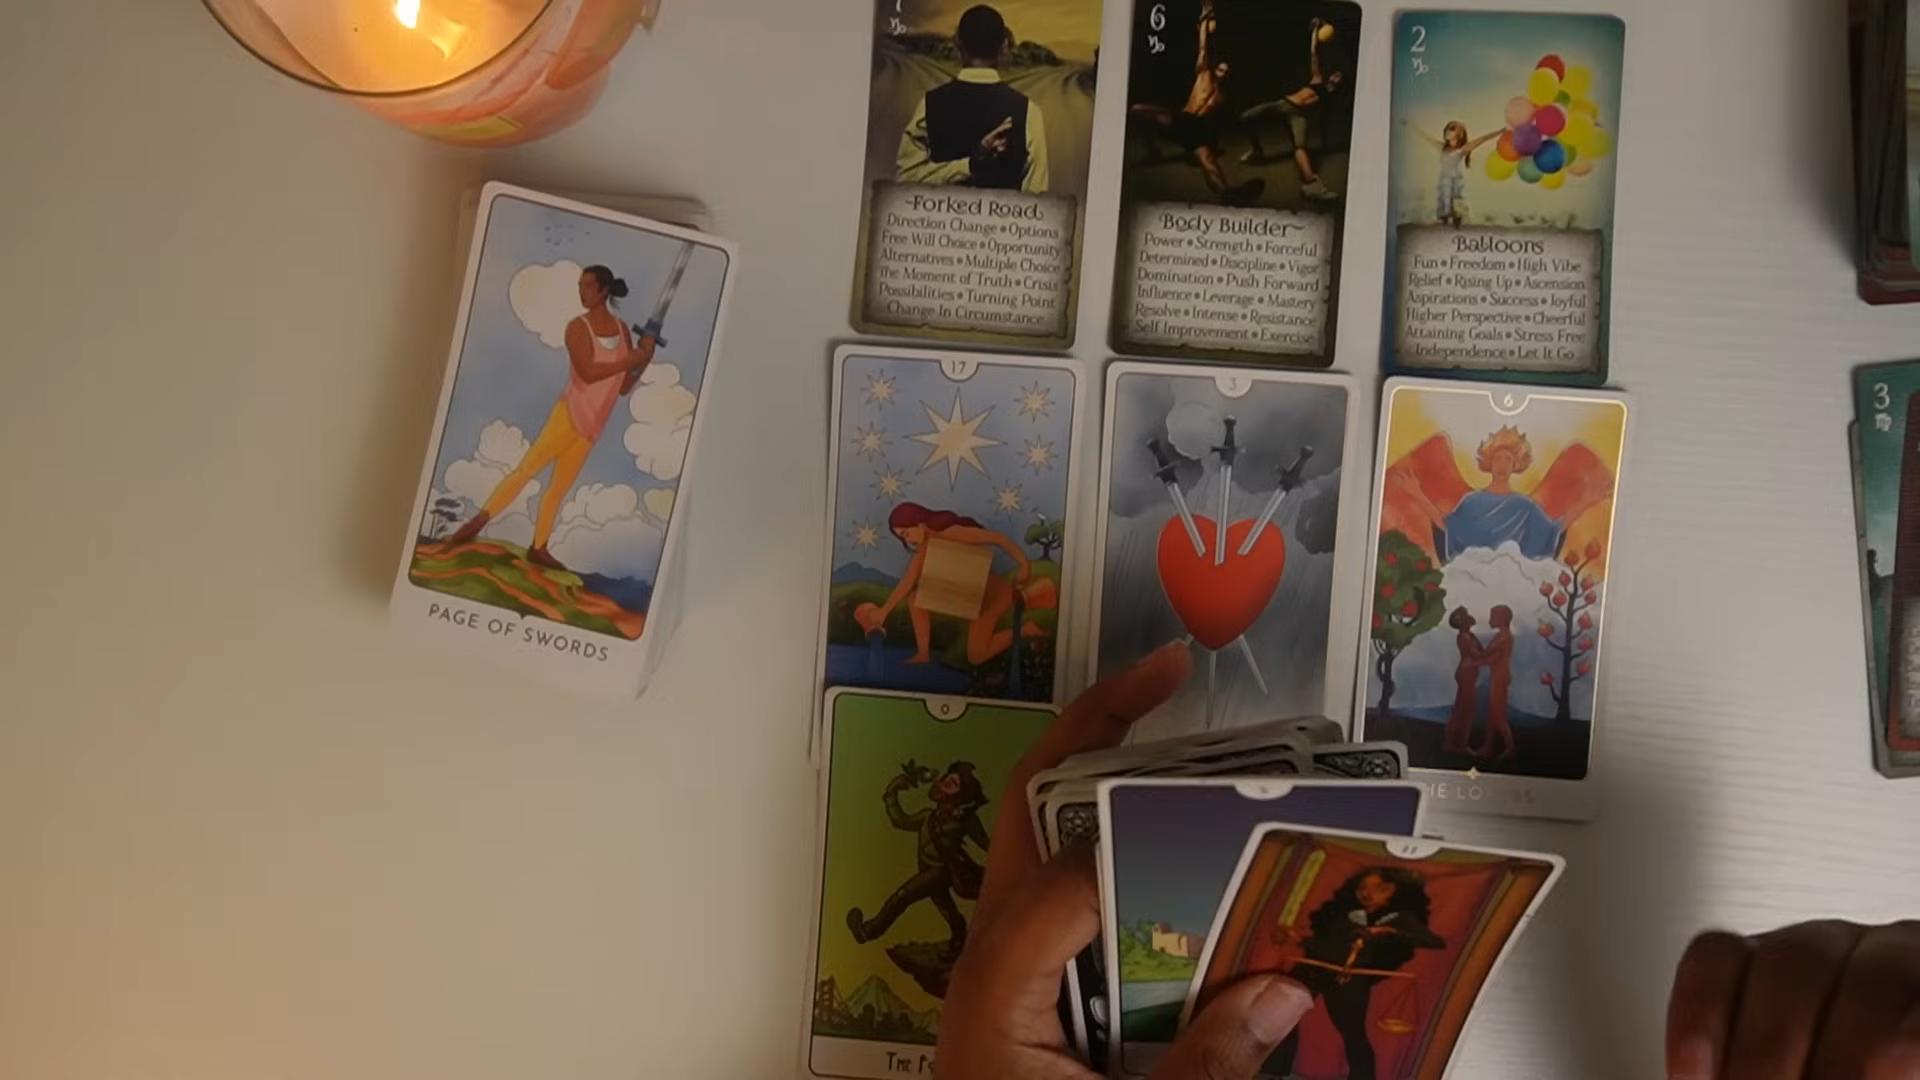 7
~Forked Road~
Direction Change • Options
Free Will Choice • Opportunity
Alternatives • Multiple Choice
The Moment of Truth • Crisis
Possibilities • Turning Point
Change In Circumstance
6
~Body Builder~
Power • Strength • Forceful
Determined • Discipline • Vigor
Domination • Push Forward
Influence • Leverage • Mastery
Resolve • Intense • Resistance
Self Improvement • Exercise
2
Balloons
Fun • Freedom • High Vibe
Relief • Rising Up • Ascension
Aspirations • Success • Joyful
Higher Perspective • Cheerful
Attaining Goals • Stress Free
Independence • Let It Go
PAGE OF SWORDS
17
3
6
3
0
11
THE